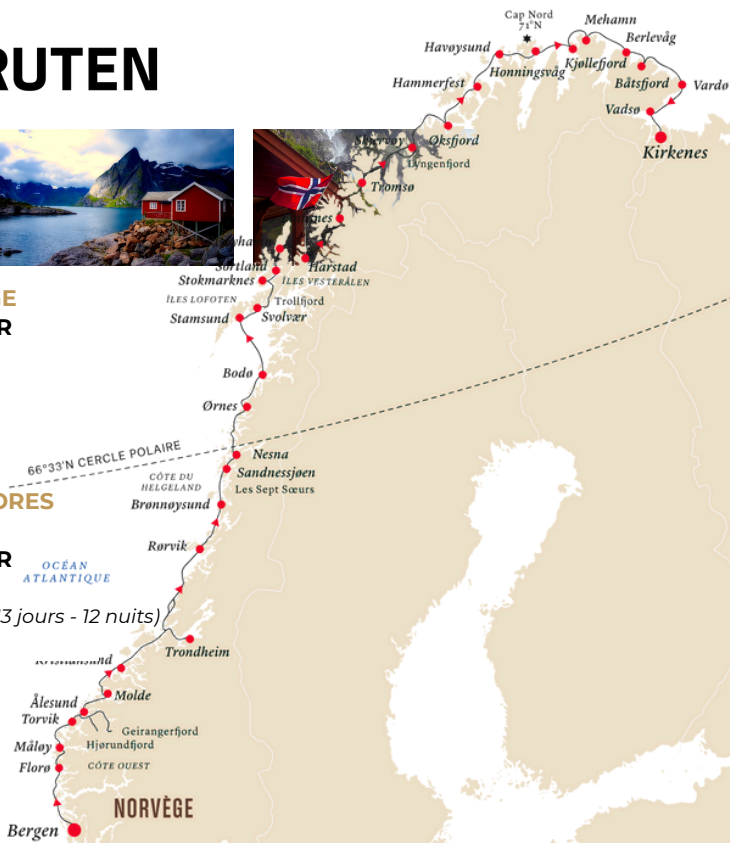 RUTEN
Cap Nord
71°N
Mehamn
Berlevåg
Havøysund
Honningsvåg
Kjøllefjord
Hammerfest
Båtsfjord
Vardø
Vadsø
Kirkenes
Skjervøy
Øksfjord
Lyngenfjord
Tromsø
Sortland
Harstad
Stokmarknes
ÎLES VESTERÅLEN
ÎLES LOFOTEN
Trollfjord
Stamsund
Svolvær
GE
R
Bodø
Ørnes
66°33'N CERCLE POLAIRE
Nesna
Sandnessjøen
Les Sept Sœurs
CÔTE DU
HELGELAND
Brønnøysund
DRES
Rørvik
R
OCÉAN
ATLANTIQUE
3 jours - 12 nuits)
Trondheim
Kristiansund
Molde
Ålesund
Torvik
Geirangerfjord
Hjørundfjord
Måløy
Florø
CÔTE OUEST
NORVÈGE
Bergen